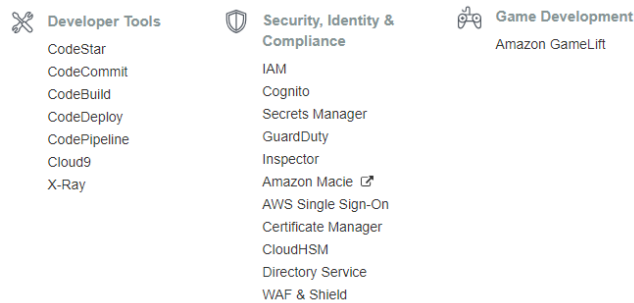 Developer Tools
CodeStar
CodeCommit
CodeBuild
CodeDeploy
CodePipeline
Cloud9
X-Ray
Security, Identity &
Compliance
IAM
Cognito
Secrets Manager
GuardDuty
Inspector
Amazon Macie
AWS Single Sign-On
Certificate Manager
CloudHSM
Directory Service
WAF & Shield
Game Development
Amazon GameLift